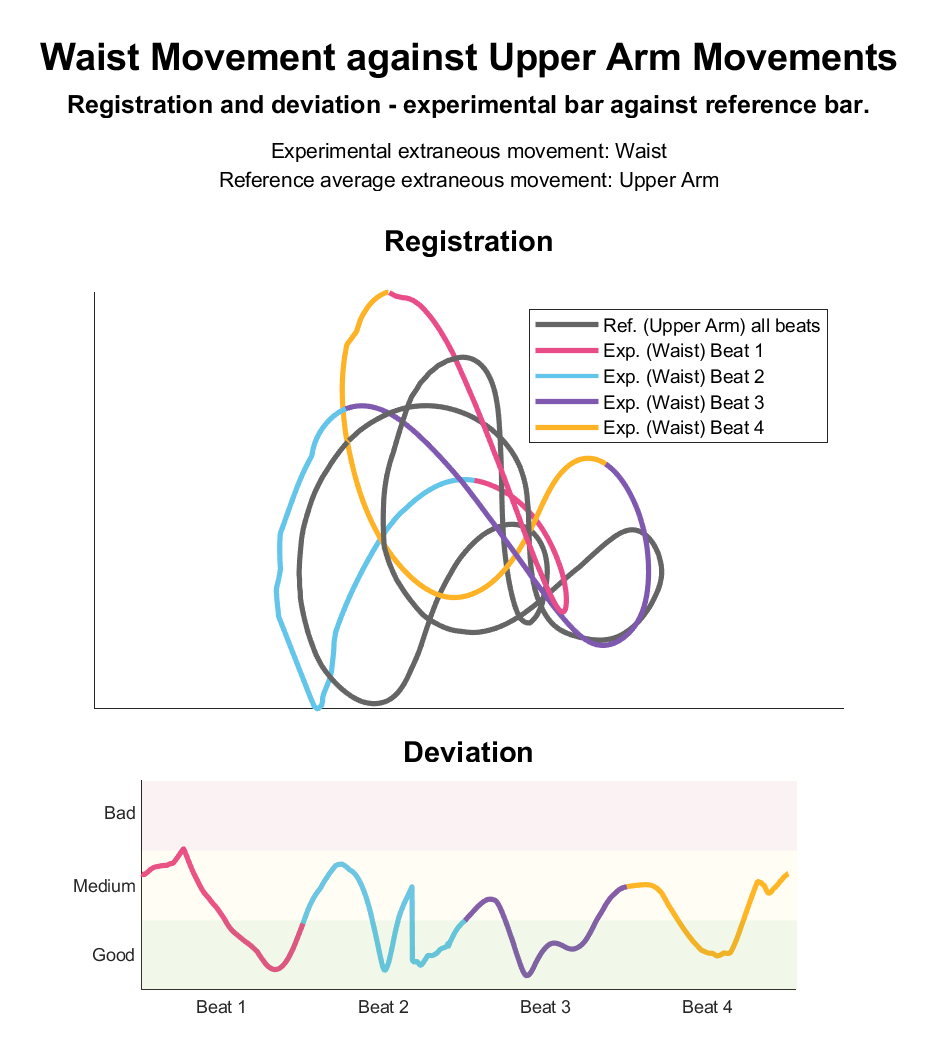 Waist Movement against Upper Arm Movements
Registration and deviation - experimental bar against reference bar.
Experimental extraneous movement: Waist
Reference average extraneous movement: Upper Arm
Registration
Ref. (Upper Arm) all beats
Exp. (Waist) Beat 1
Exp. (Waist) Beat 2
Exp. (Waist) Beat 3
Exp. (Waist) Beat 4
Deviation
Bad
Medium
Good
Beat 1 Beat 2 Beat 3 Beat 4